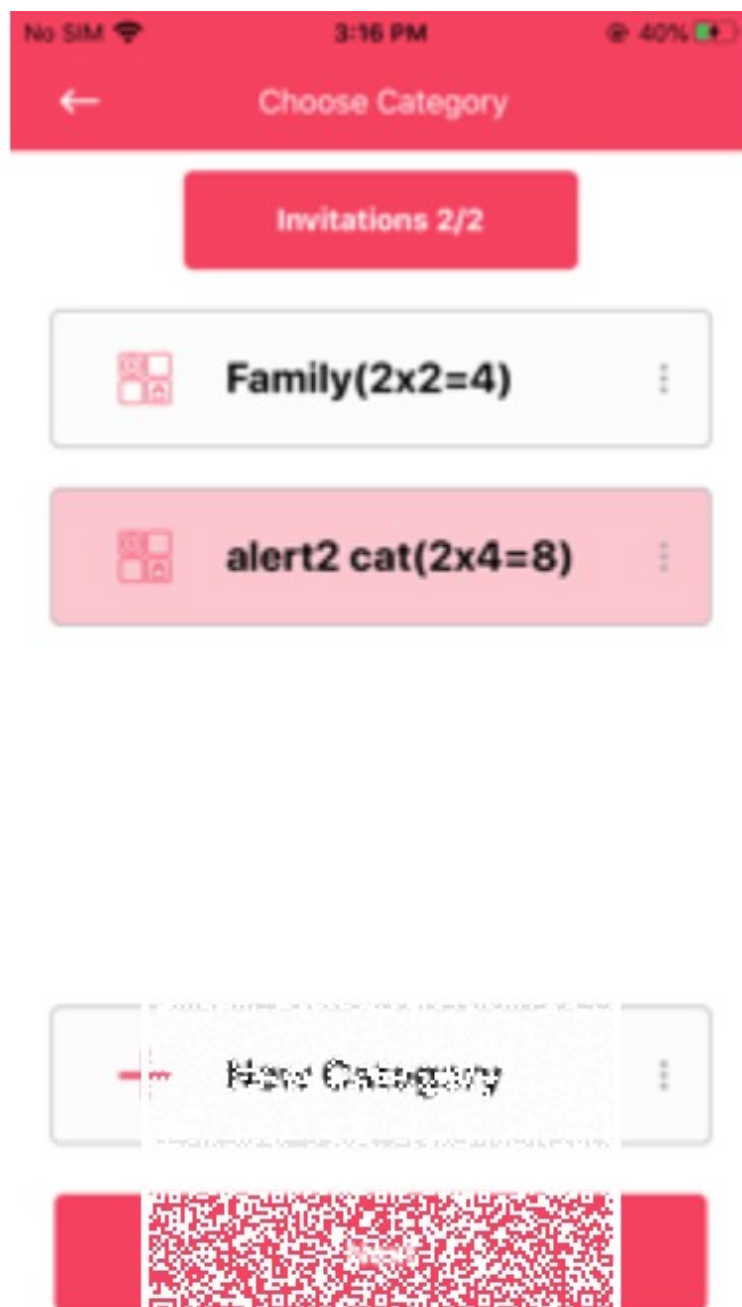 No SIM 3:16 PM 40%
Choose Category
Invitations 2/2
Family(2x2=4)
alert2 cat(2x4=8)
New Category
Next